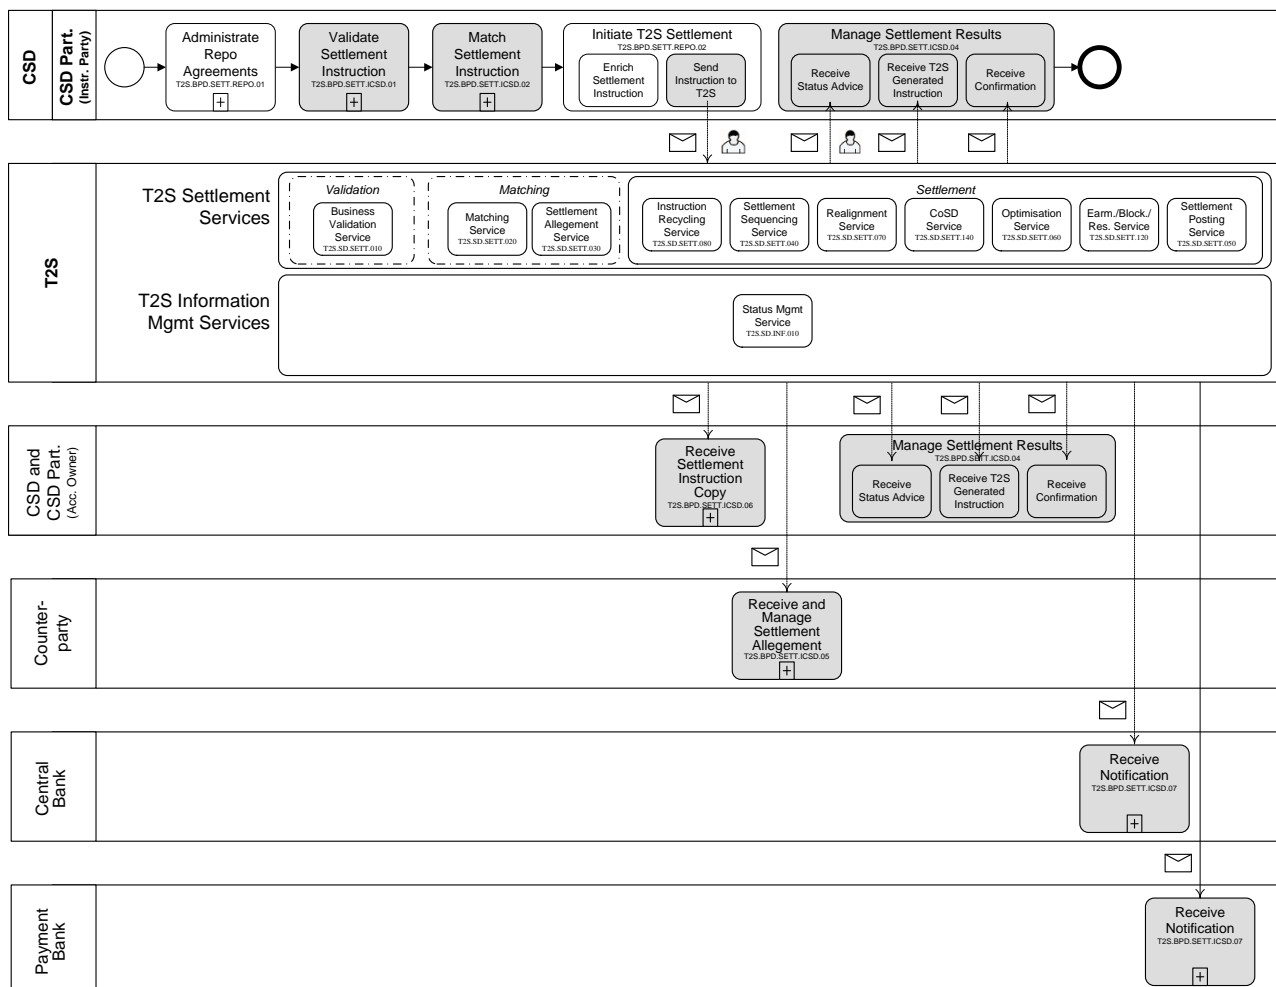 CSD
CSD Part.
(Instr. Party)
Administrate
Repo
Agreements
T2S.BPD.SETT.REPO.01
Validate
Settlement
Instruction
T2S.BPD.SETT.ICSD.01
Match
Settlement
Instruction
T2S.BPD.SETT.ICSD.02
Initiate T2S Settlement
T2S.BPD.SETT.REPO.02
Enrich
Settlement
Instruction
Send
Instruction to
T2S
Manage Settlement Results
T2S.BPD.SETT.ICSD.04
Receive
Status Advice
Receive T2S
Generated
Instruction
Receive
Confirmation
T2S
T2S Settlement
Services
Validation
Business
Validation
Service
T2S.SD.SETT.010
Matching
Matching
Service
T2S.SD.SETT.020
Settlement
Allegement
Service
T2S.SD.SETT.030
Settlement
Instruction
Recycling
Service
T2S.SD.SETT.080
Settlement
Sequencing
Service
T2S.SD.SETT.040
Realignment
Service
T2S.SD.SETT.070
CoSD
Service
T2S.SD.SETT.140
Optimisation
Service
T2S.SD.SETT.060
Earm./Block./
Res. Service
T2S.SD.SETT.120
Settlement
Posting
Service
T2S.SD.SETT.050
T2S Information
Mgmt Services
Status Mgmt
Service
T2S.SD.INF.010
CSD and
CSD Part.
(Acc. Owner)
Receive
Settlement
Instruction
Copy
T2S.BPD.SETT.ICSD.06
Manage Settlement Results
T2S.BPD.SETT.ICSD.04
Receive
Status Advice
Receive T2S
Generated
Instruction
Receive
Confirmation
Counter-
party
Receive and
Manage
Settlement
Allegement
T2S.BPD.SETT.ICSD.05
Central
Bank
Receive
Notification
T2S.BPD.SETT.ICSD.07
Payment
Bank
Receive
Notification
T2S.BPD.SETT.ICSD.07